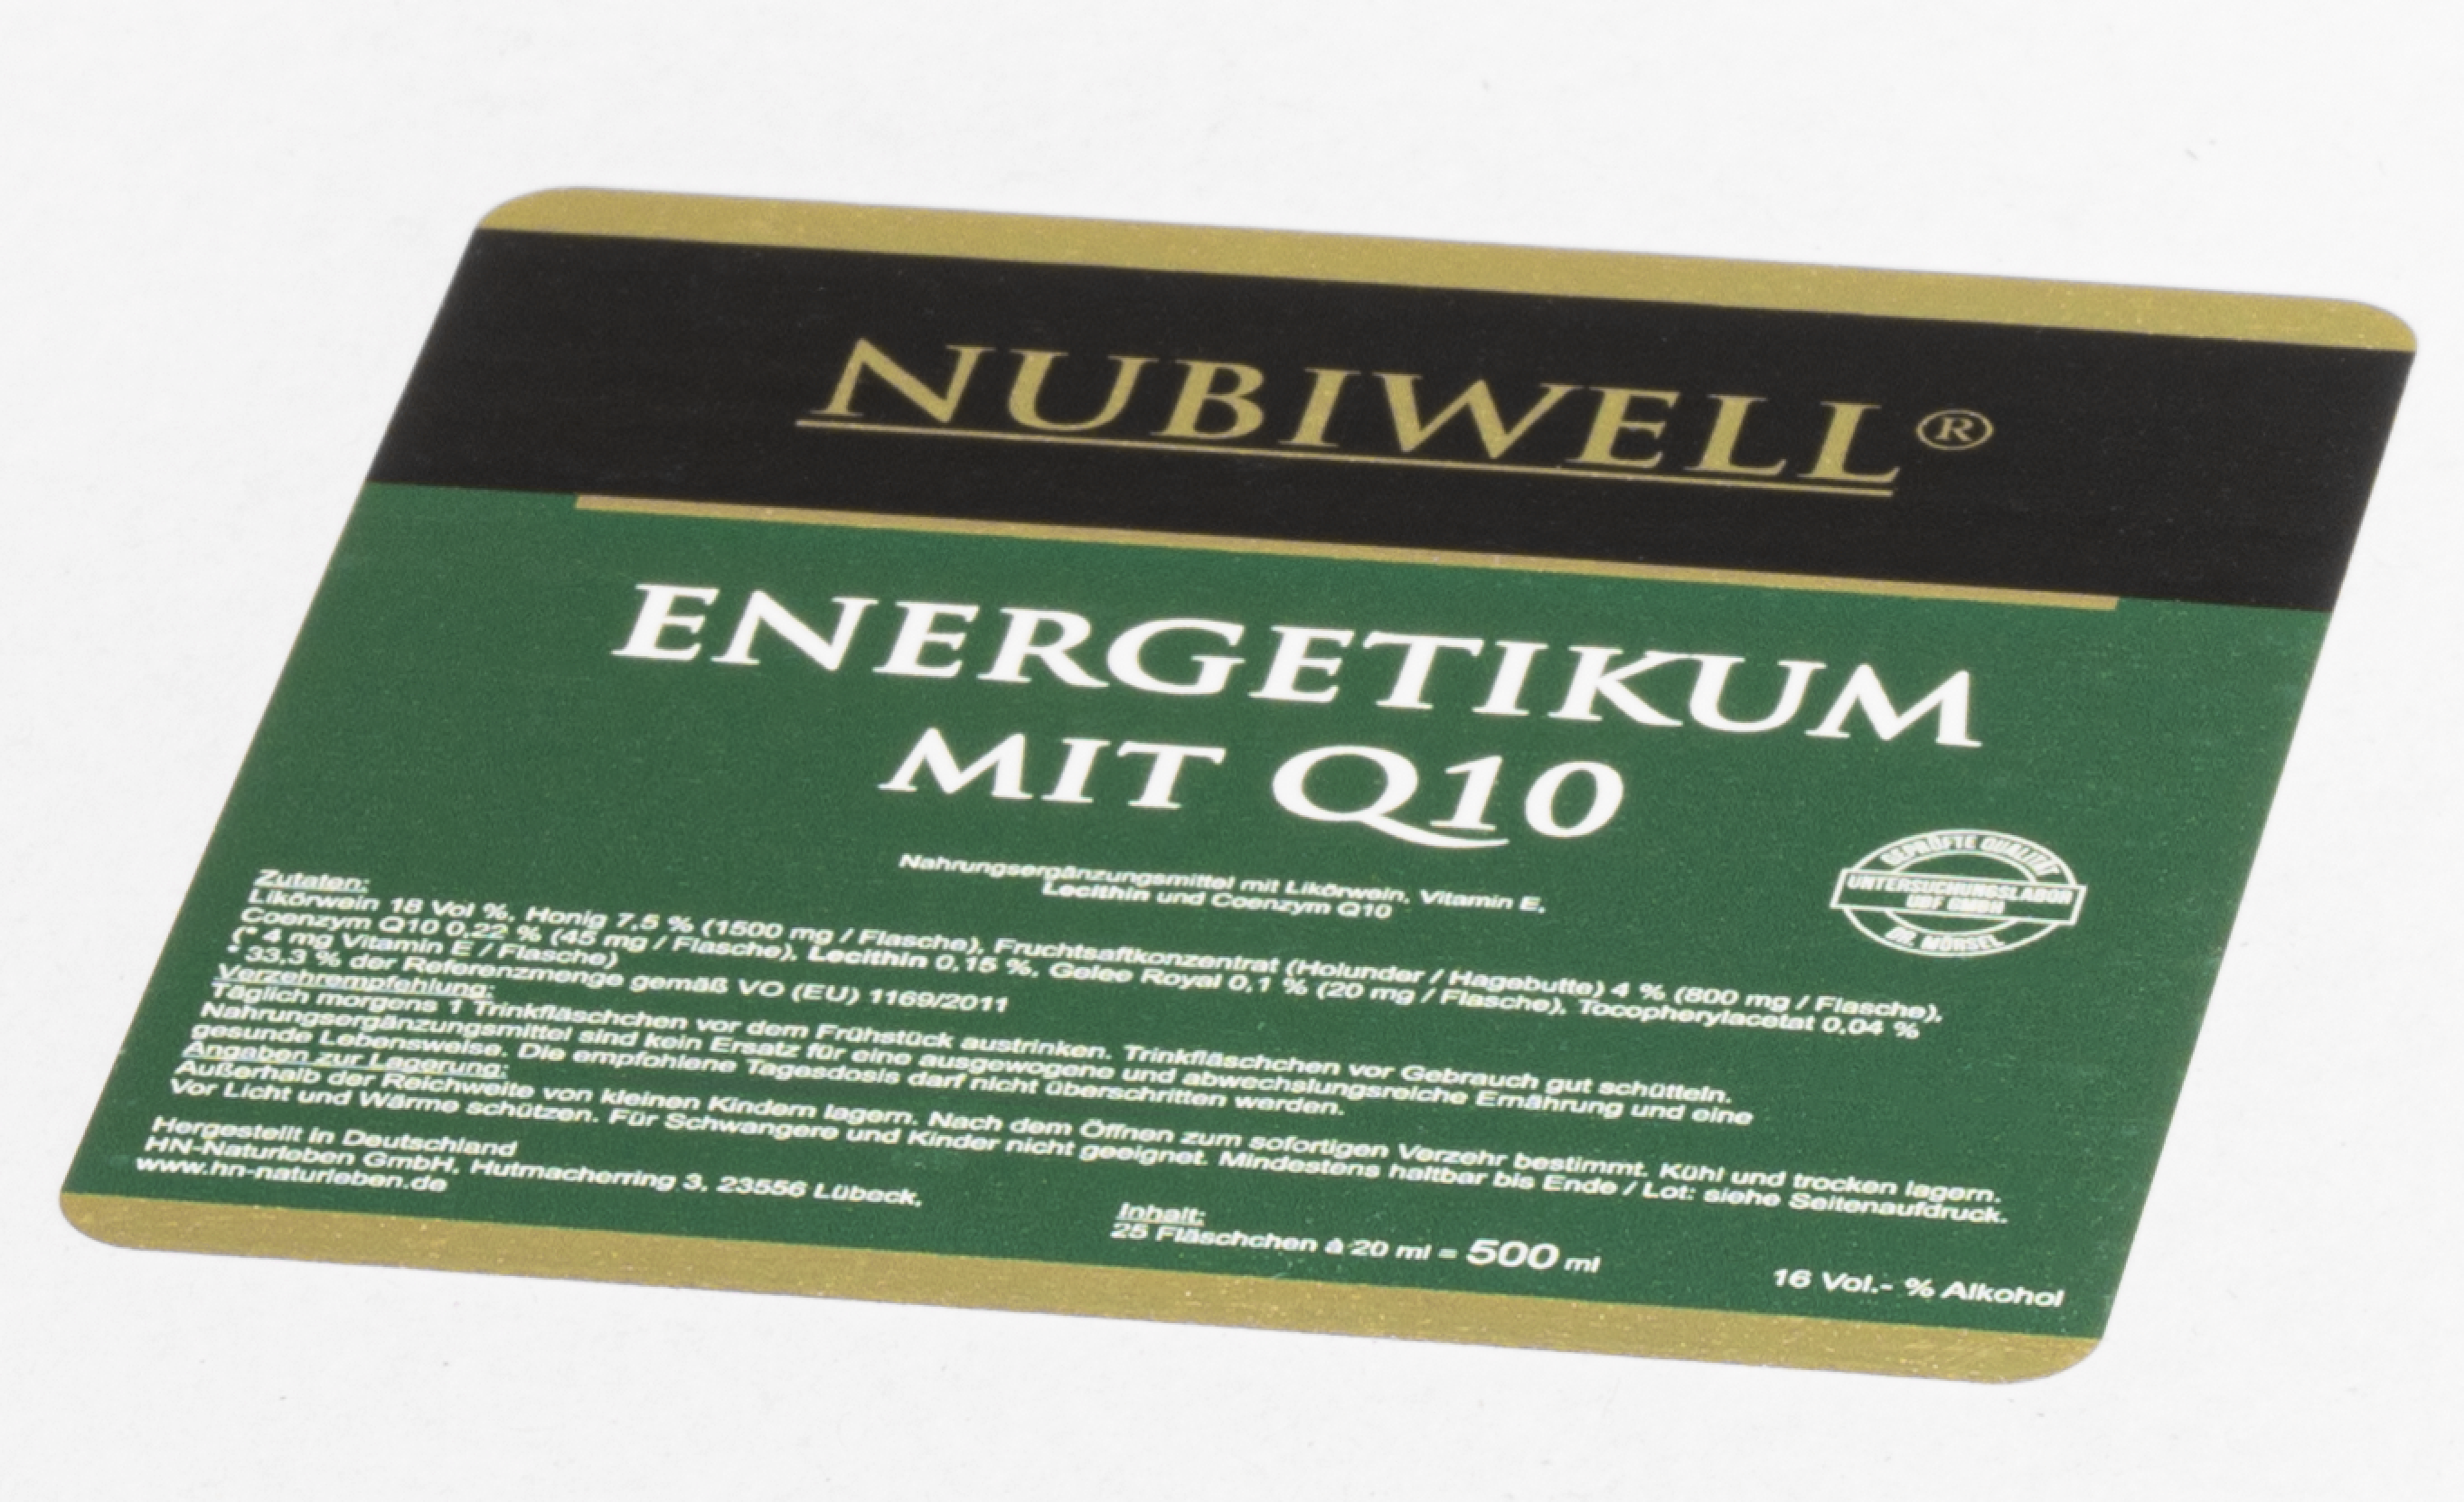 NUBIWELL®
ENERGETIKUM
MIT Q10
Nahrungsergänzungsmittel mit Likörwein, Vitamin E,
Lecithin und Coenzym Q10
GEPRÜFTE QUALITÄT
UNTERSUCHUNGSLABOR
UBF GMBH
DR. MÖRSEL
Zutaten:
Likörwein 18 Vol %, Honig 7,5 % (1500 mg / Flasche), Fruchtsaftkonzentrat (Holunder / Hagebutte) 4 % (800 mg / Flasche),
Coenzym Q10 0,22 % (45 mg / Flasche), Lecithin 0,15 %, Gelee Royal 0,1 % (20 mg / Flasche), Tocopherylacetat 0,04 %
(* 4 mg Vitamin E / Flasche)
* 33,3 % der Referenzmenge gemäß VO (EU) 1169/2011
Verzehrempfehlung:
Täglich morgens 1 Trinkfläschchen vor dem Frühstück austrinken. Trinkfläschchen vor Gebrauch gut schütteln.
Nahrungsergänzungsmittel sind kein Ersatz für eine ausgewogene und abwechslungsreiche Ernährung und eine
gesunde Lebensweise. Die empfohlene Tagesdosis darf nicht überschritten werden.
Angaben zur Lagerung:
Außerhalb der Reichweite von kleinen Kindern lagern. Nach dem Öffnen zum sofortigen Verzehr bestimmt. Kühl und trocken lagern.
Vor Licht und Wärme schützen. Für Schwangere und Kinder nicht geeignet. Mindestens haltbar bis Ende / Lot: siehe Seitenaufdruck.
Hergestellt in Deutschland
HN-Naturleben GmbH, Hutmacherring 3, 23556 Lübeck,
www.hn-naturleben.de
Inhalt:
25 Fläschchen à 20 ml = 500 ml
16 Vol.- % Alkohol